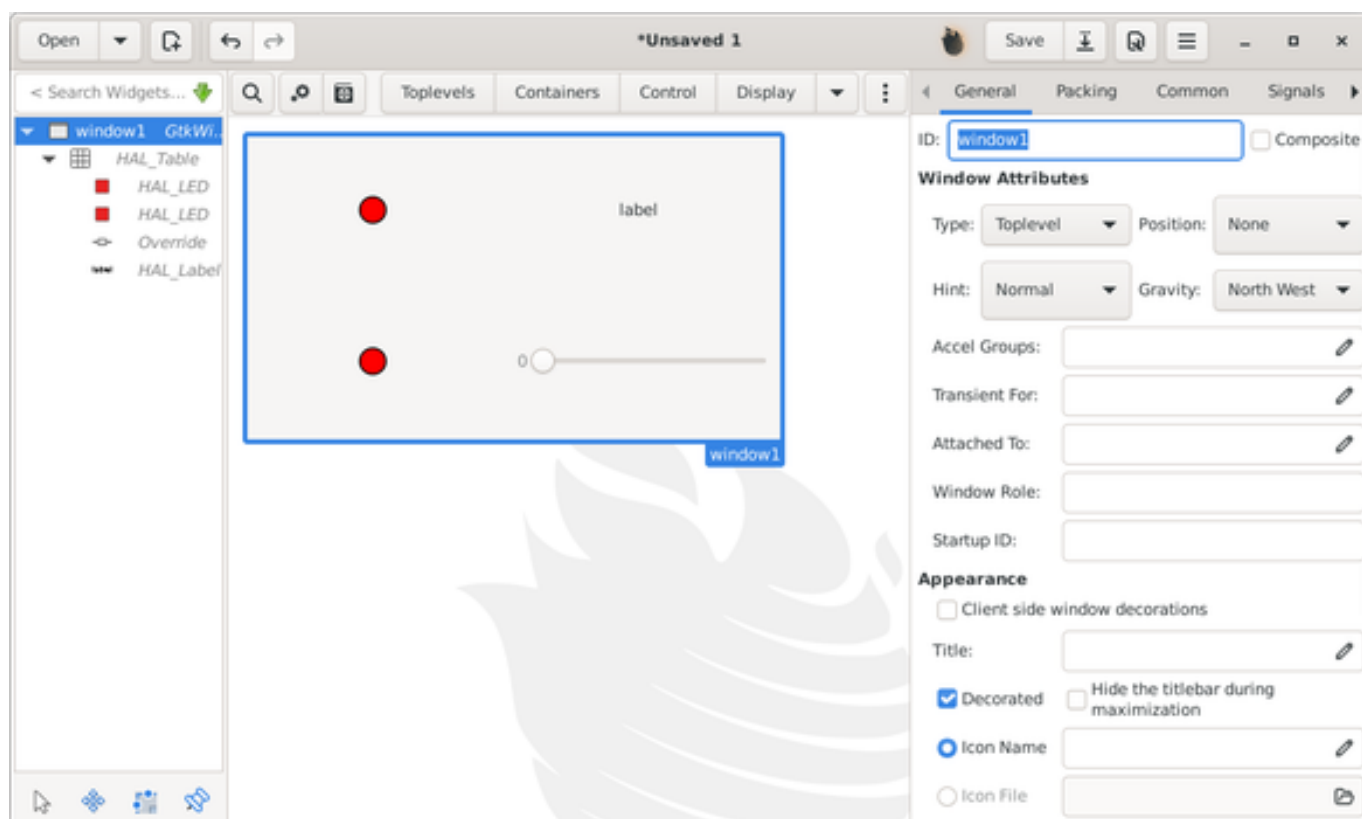 Open
*Unsaved 1
Save
< Search Widgets...
Toplevels Containers Control Display
General Packing Common Signals
window1 GtkWi..
HAL_Table
HAL_LED
HAL_LED
Override
HAL_Label
label
0
window1
ID: window1 Composite
Window Attributes
Type: Toplevel Position: None
Hint: Normal Gravity: North West
Accel Groups:
Transient For:
Attached To:
Window Role:
Startup ID:
Appearance
Client side window decorations
Title:
Decorated Hide the titlebar during
maximization
Icon Name
Icon File